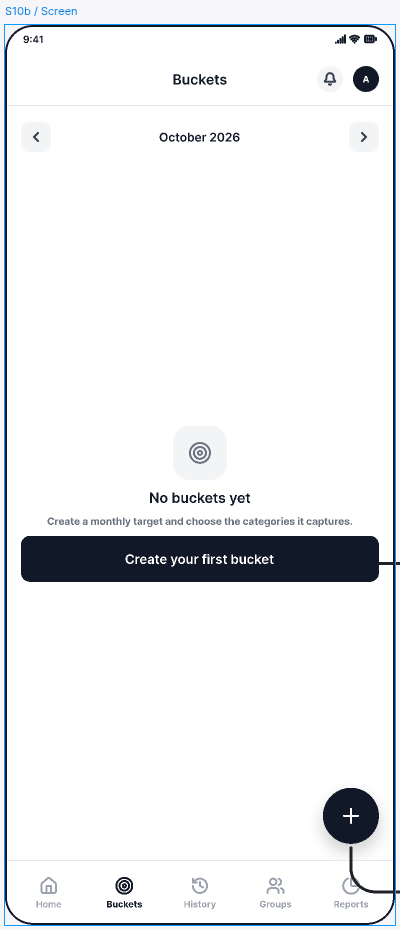 S10b / Screen
9:41
Buckets
A
October 2026
No buckets yet
Create a monthly target and choose the categories it captures.
Create your first bucket
Home
Buckets
History
Groups
Reports